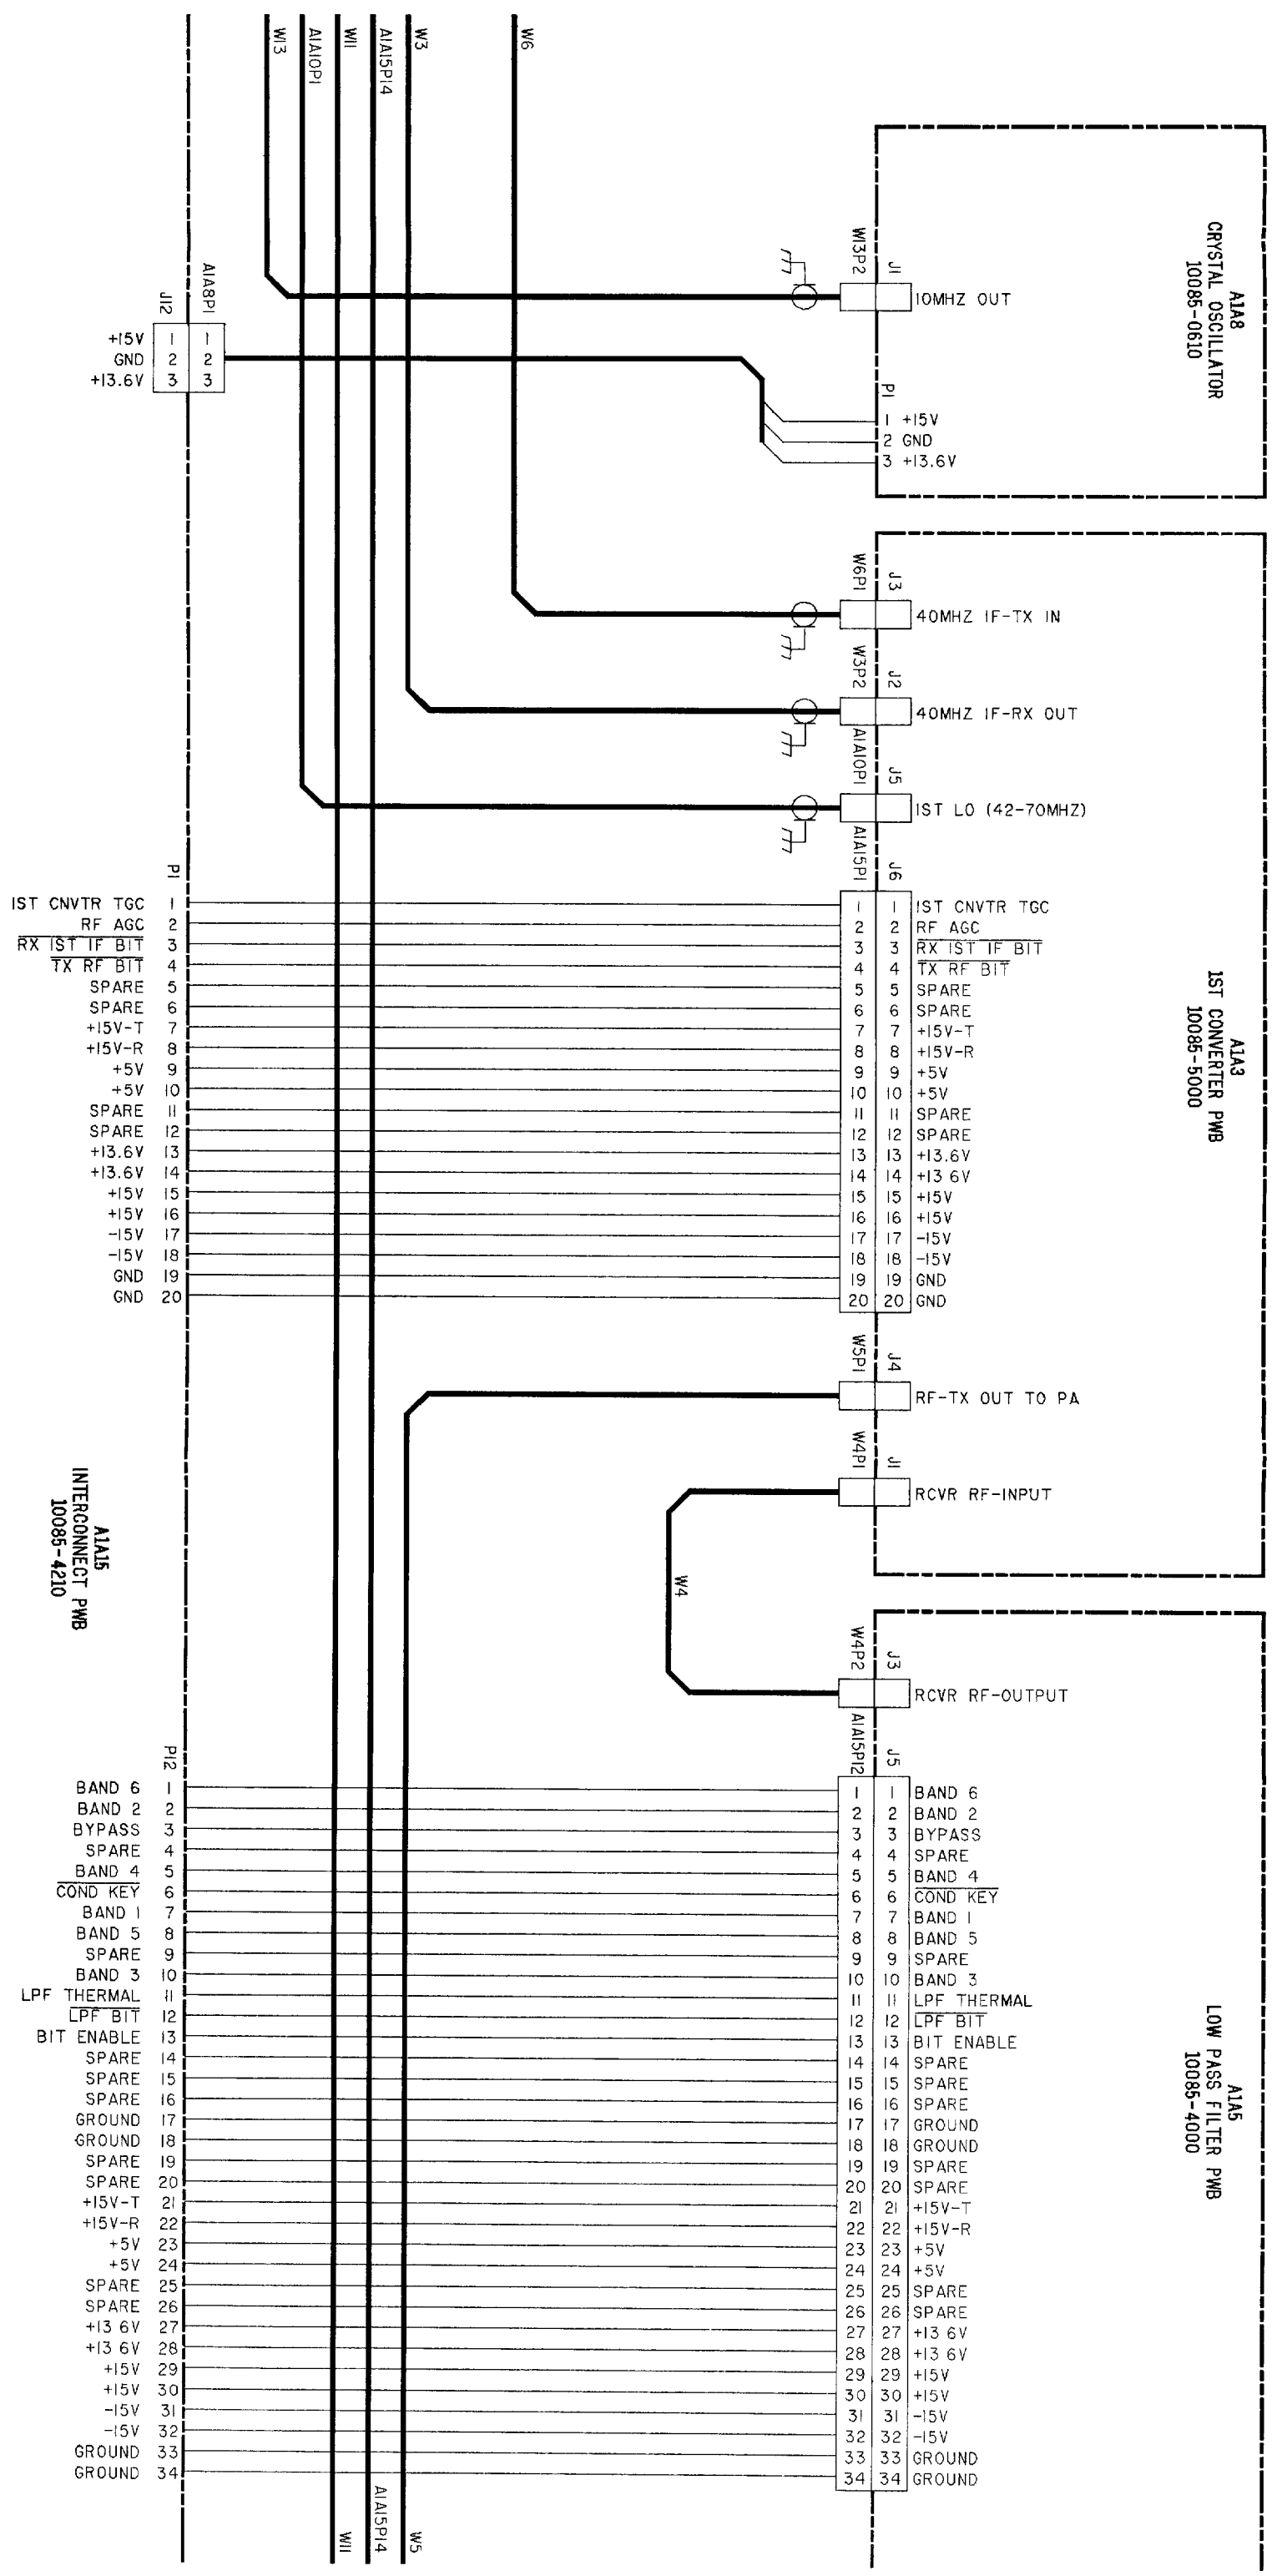 W13
A1A10P1
W11
A1A15P14
W3
W6
A1A8
CRYSTAL OSCILLATOR
10085-0610
W13P2
J1
10MHZ OUT
P1
1 +15V
2 GND
3 +13.6V
A1A8P1
J12
+15V 1 1
GND 2 2
+13.6V 3 3
A1A3
1ST CONVERTER PWB
10085-5000
W6P1
J3
40MHZ IF-TX IN
W3P2
J2
40MHZ IF-RX OUT
A1A10P1
J5
1ST LO (42-70MHZ)
A1A15P1
J6
P1
1ST CNVTR TGC 1 1 1 1ST CNVTR TGC
RF AGC 2 2 2 RF AGC
RX 1ST IF BIT 3 3 3 RX 1ST IF BIT
TX RF BIT 4 4 4 TX RF BIT
SPARE 5 5 5 SPARE
SPARE 6 6 6 SPARE
+15V-T 7 7 7 +15V-T
+15V-R 8 8 8 +15V-R
+5V 9 9 9 +5V
+5V 10 10 10 +5V
SPARE 11 11 11 SPARE
SPARE 12 12 12 SPARE
+13.6V 13 13 13 +13.6V
+13.6V 14 14 14 +13 6V
+15V 15 15 15 +15V
+15V 16 16 16 +15V
-15V 17 17 17 -15V
-15V 18 18 18 -15V
GND 19 19 19 GND
GND 20 20 20 GND
W5P1
J4
RF-TX OUT TO PA
W4P1
J1
RCVR RF-INPUT
W4
A1A15
INTERCONNECT PWB
10085-4210
A1A5
LOW PASS FILTER PWB
10085-4000
W4P2
J3
RCVR RF-OUTPUT
A1A15P12
J5
P12
BAND 6 1 1 1 BAND 6
BAND 2 2 2 2 BAND 2
BYPASS 3 3 3 BYPASS
SPARE 4 4 4 SPARE
BAND 4 5 5 5 BAND 4
COND KEY 6 6 6 COND KEY
BAND 1 7 7 7 BAND 1
BAND 5 8 8 8 BAND 5
SPARE 9 9 9 SPARE
BAND 3 10 10 10 BAND 3
LPF THERMAL 11 11 11 LPF THERMAL
LPF BIT 12 12 12 LPF BIT
BIT ENABLE 13 13 13 BIT ENABLE
SPARE 14 14 14 SPARE
SPARE 15 15 15 SPARE
SPARE 16 16 16 SPARE
GROUND 17 17 17 GROUND
GROUND 18 18 18 GROUND
SPARE 19 19 19 SPARE
SPARE 20 20 20 SPARE
+15V-T 21 21 21 +15V-T
+15V-R 22 22 22 +15V-R
+5V 23 23 23 +5V
+5V 24 24 24 +5V
SPARE 25 25 25 SPARE
SPARE 26 26 26 SPARE
+13 6V 27 27 27 +13 6V
+13 6V 28 28 28 +13 6V
+15V 29 29 29 +15V
+15V 30 30 30 +15V
-15V 31 31 31 -15V
-15V 32 32 32 -15V
GROUND 33 33 33 GROUND
GROUND 34 34 34 GROUND
W11
A1A15P14
W5